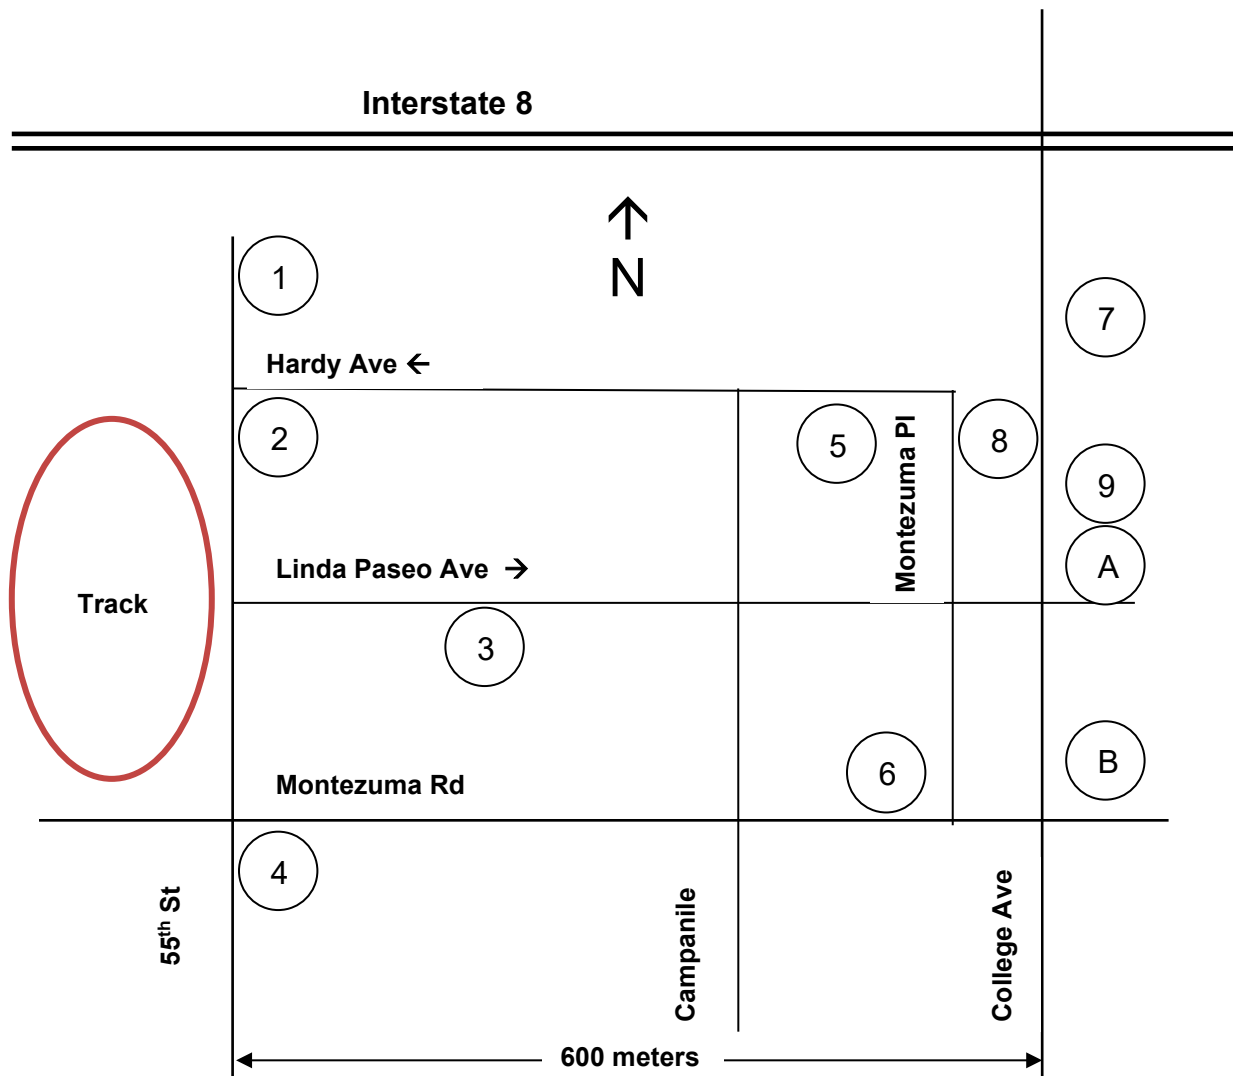 Interstate 8
↑
N
1
7
Hardy Ave ←
2
5
Montezuma Pl
8
9
Linda Paseo Ave →
A
Track
3
Montezuma Rd
6
B
4
55th St
Campanile
College Ave
600 meters